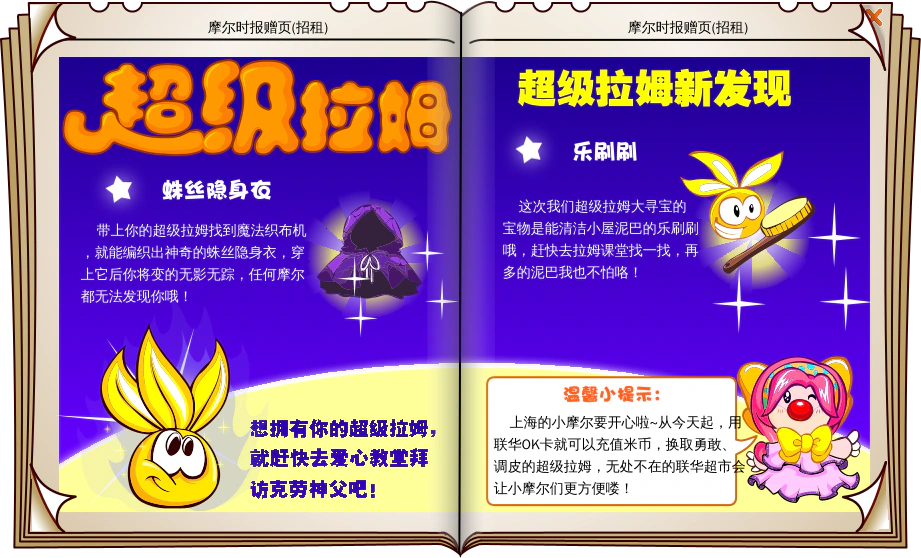 摩尔时报赠页(招租)
超级拉姆
蛛丝隐身衣
带上你的超级拉姆找到魔法织布机
，就能编织出神奇的蛛丝隐身衣，穿
上它后你将变的无影无踪，任何摩尔
都无法发现你哦！
想拥有你的超级拉姆，
就赶快去爱心教堂拜
访克劳神父吧！
摩尔时报赠页(招租)
超级拉姆新发现
乐刷刷
这次我们超级拉姆大寻宝的
宝物是能清洁小屋泥巴的乐刷刷
哦，赶快去拉姆课堂找一找，再
多的泥巴我也不怕咯！
温馨小提示：
上海的小摩尔要开心啦~从今天起，用
联华OK卡就可以充值米币，换取勇敢、
调皮的超级拉姆，无处不在的联华超市会
让小摩尔们更方便喽！